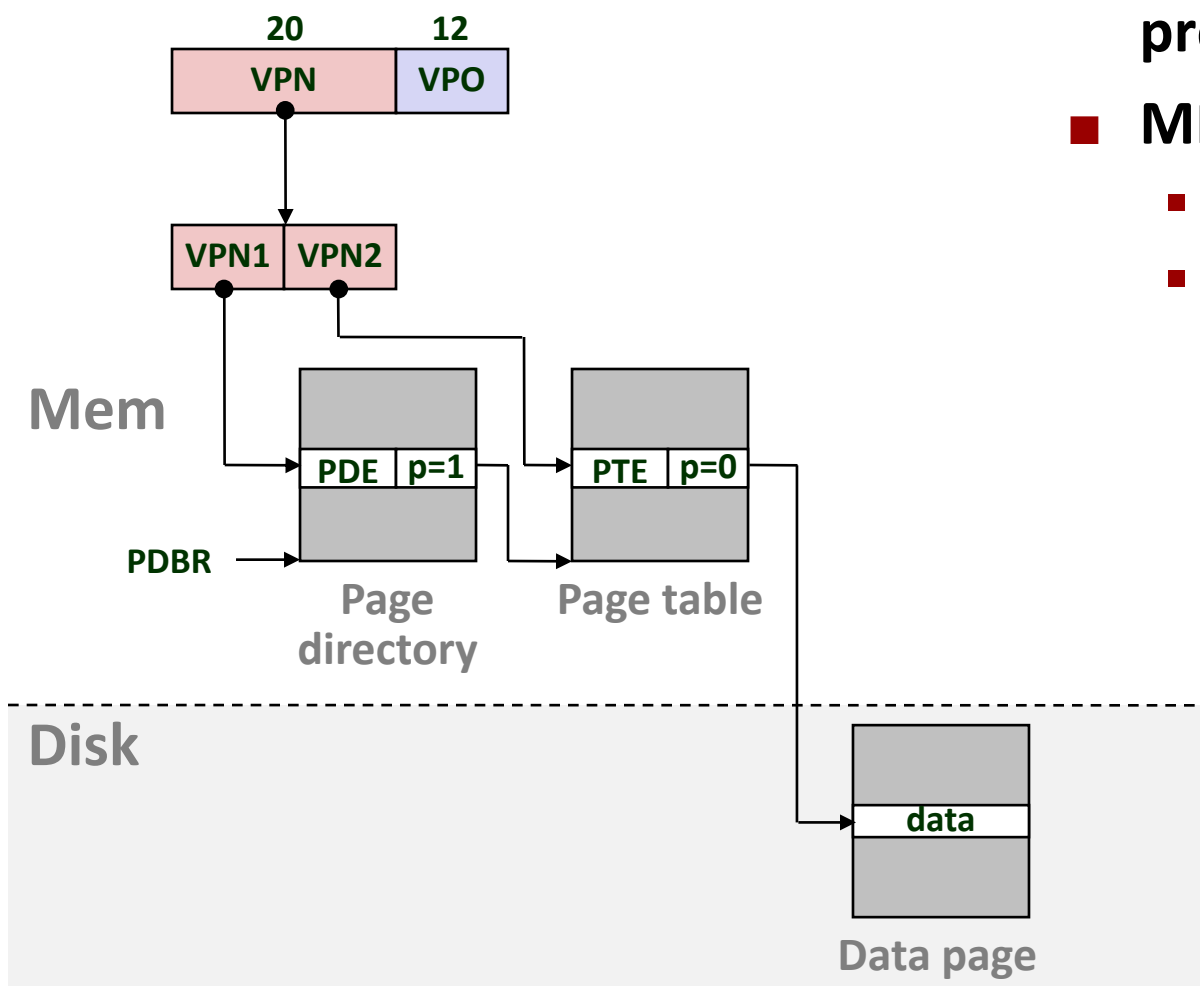 20 12
VPN VPO
VPN1 VPN2
Mem
PDE p=1 PTE p=0
PDBR
Page
directory
Page table
Disk
data
Data page